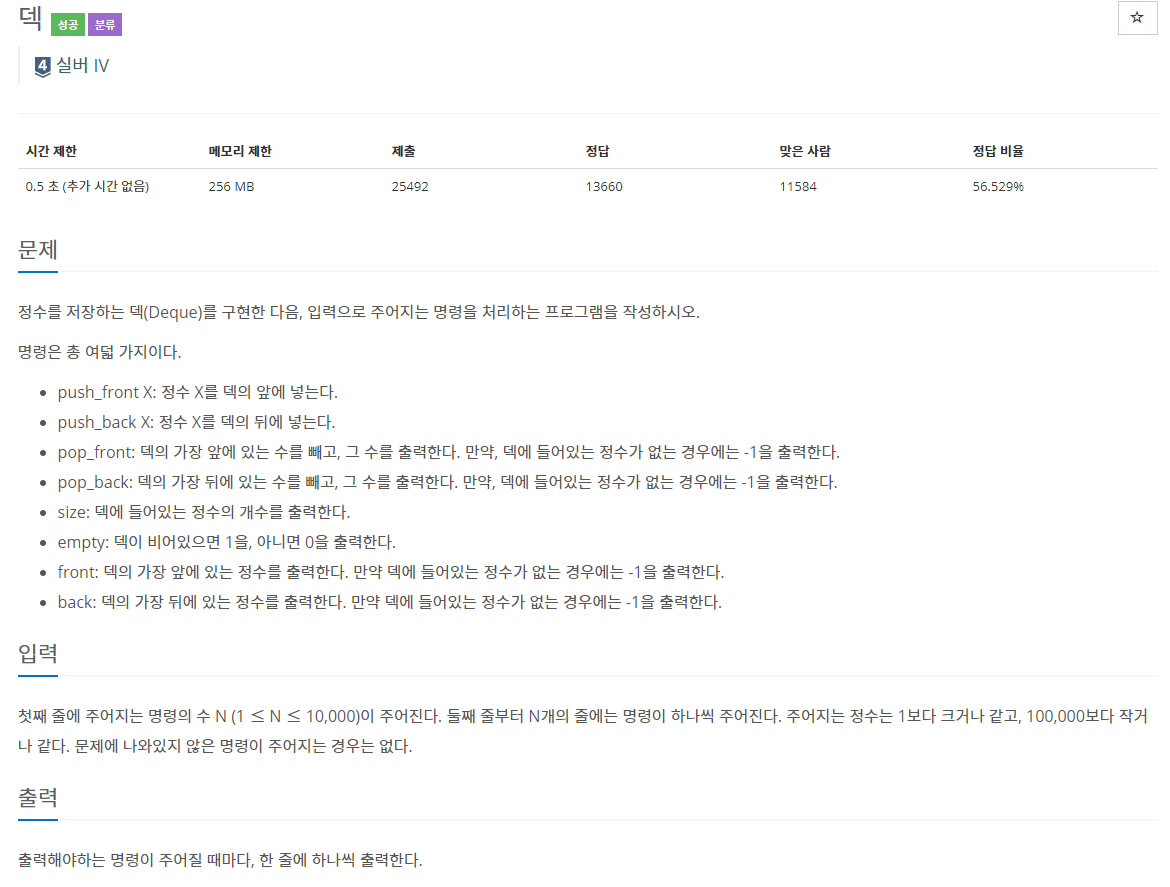 덱 성공 분류
☆
4 실버 IV
시간 제한 메모리 제한 제출 정답 맞은 사람 정답 비율
0.5 초 (추가 시간 없음) 256 MB 25492 13660 11584 56.529%
문제
정수를 저장하는 덱(Deque)를 구현한 다음, 입력으로 주어지는 명령을 처리하는 프로그램을 작성하시오.
명령은 총 여덟 가지이다.
• push_front X: 정수 X를 덱의 앞에 넣는다.
• push_back X: 정수 X를 덱의 뒤에 넣는다.
• pop_front: 덱의 가장 앞에 있는 수를 빼고, 그 수를 출력한다. 만약, 덱에 들어있는 정수가 없는 경우에는 -1을 출력한다.
• pop_back: 덱의 가장 뒤에 있는 수를 빼고, 그 수를 출력한다. 만약, 덱에 들어있는 정수가 없는 경우에는 -1을 출력한다.
• size: 덱에 들어있는 정수의 개수를 출력한다.
• empty: 덱이 비어있으면 1을, 아니면 0을 출력한다.
• front: 덱의 가장 앞에 있는 정수를 출력한다. 만약 덱에 들어있는 정수가 없는 경우에는 -1을 출력한다.
• back: 덱의 가장 뒤에 있는 정수를 출력한다. 만약 덱에 들어있는 정수가 없는 경우에는 -1을 출력한다.
입력
첫째 줄에 주어지는 명령의 수 N (1 ≤ N ≤ 10,000)이 주어진다. 둘째 줄부터 N개의 줄에는 명령이 하나씩 주어진다. 주어지는 정수는 1보다 크거나 같고, 100,000보다 작거
나 같다. 문제에 나와있지 않은 명령이 주어지는 경우는 없다.
출력
출력해야하는 명령이 주어질 때마다, 한 줄에 하나씩 출력한다.